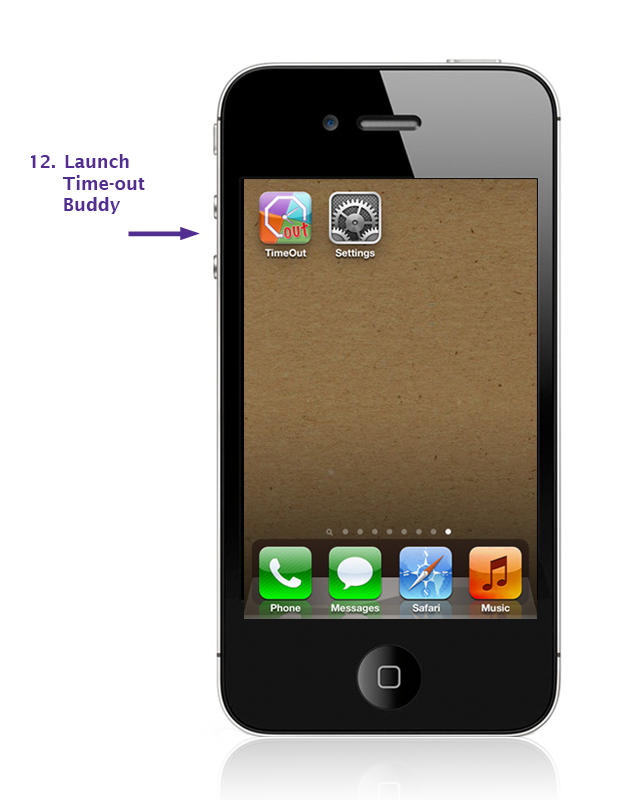 12. Launch
Time-out
Buddy
out
TimeOut
Settings
Phone
Messages
Safari
Music